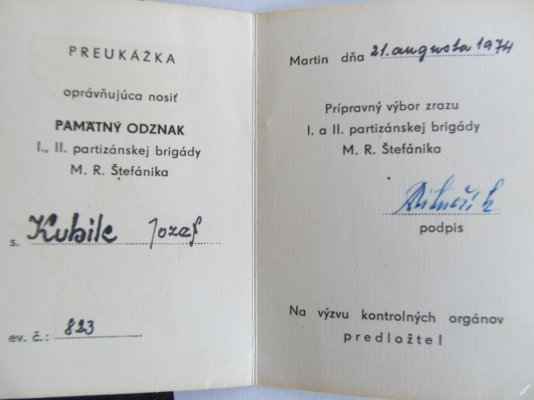 PREUKÁŽKA
oprávňujúca nosiť
PAMÄTNÝ ODZNAK
I., II. partizánskej brigády
M. R. Štefánika
s. Kubik Jozef
ev. č.: 823
Martin dňa 21. augusta 1974
Prípravný výbor zrazu
I. a II. partizánskej brigády
M. R. Štefánika
podpis
Na výzvu kontrolných orgánov
predložte!